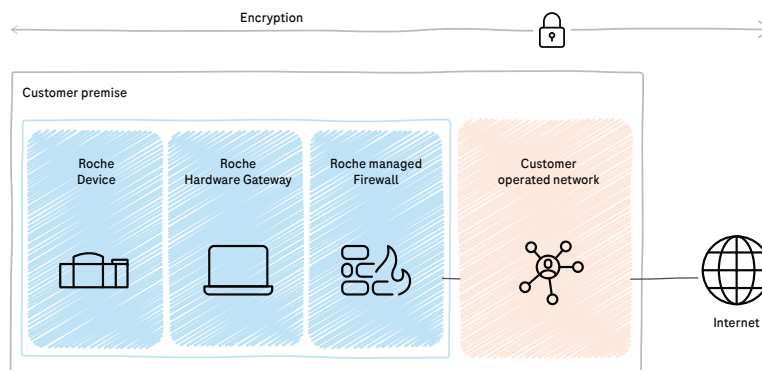 Encryption
Customer premise
Roche
Device
Roche
Hardware Gateway
Roche managed
Firewall
Customer
operated network
Internet